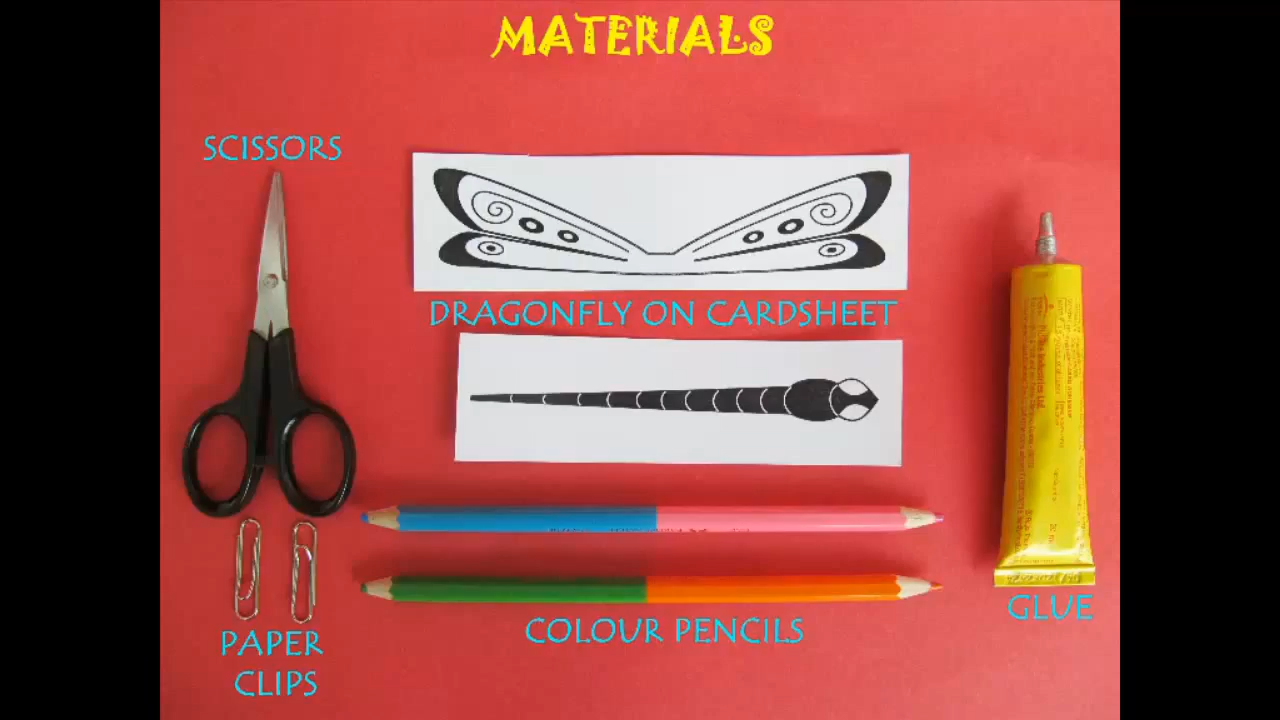 MATERIALS
SCISSORS
DRAGONFLY ON CARDSHEET
COLOUR PENCILS
GLUE
PAPER
CLIPS